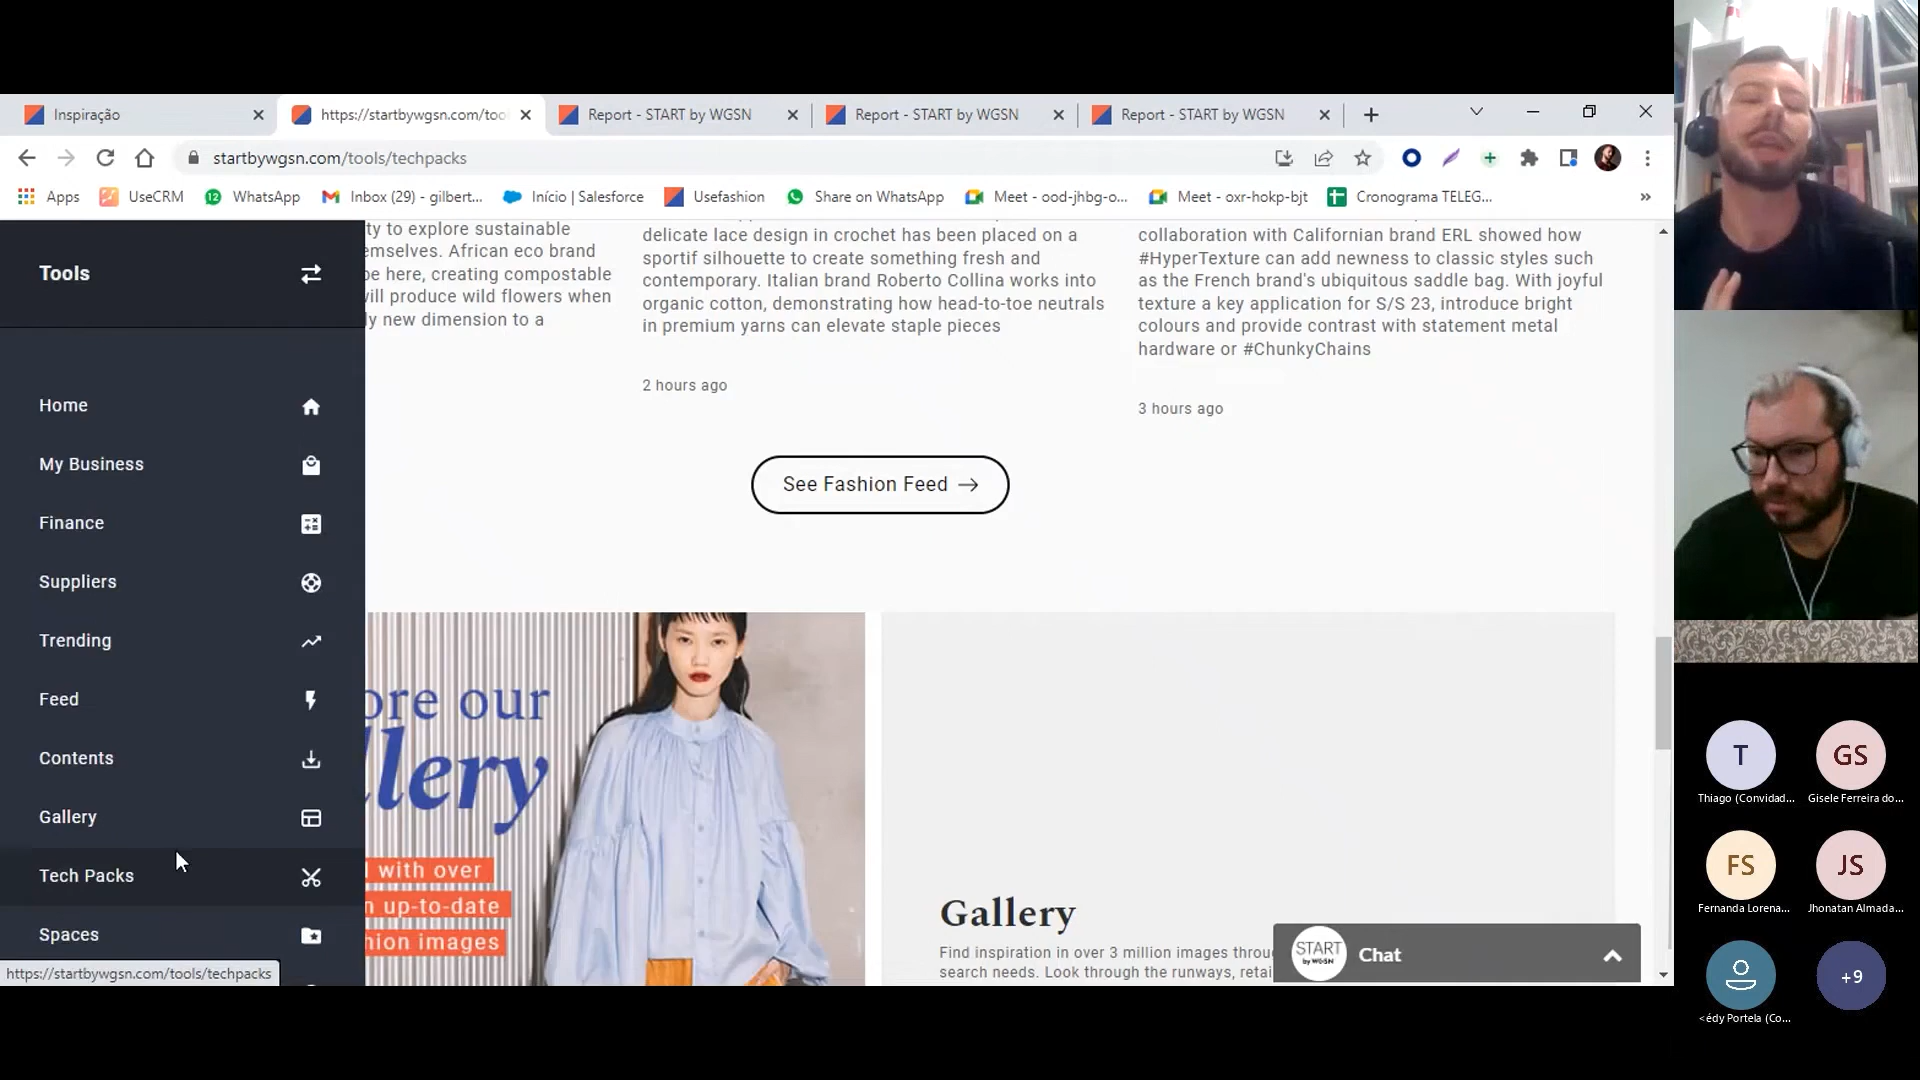 Inspiração
https://startbywgsn.com/too
Report - START by WGSN
Report - START by WGSN
Report - START by WGSN
startbywgsn.com/tools/techpacks
Apps
UseCRM
12
WhatsApp
Inbox (29) - gilbert...
Início | Salesforce
Usefashion
Share on WhatsApp
Meet - ood-jhbg-o...
Meet - oxr-hokp-bjt
Cronograma TELEG...
»
Tools
Home
My Business
Finance
Suppliers
Trending
Feed
Contents
Gallery
Tech Packs
Spaces
https://startbywgsn.com/tools/techpacks
ty to explore sustainable
emselves. African eco brand
be here, creating compostable
vill produce wild flowers when
ly new dimension to a
delicate lace design in crochet has been placed on a
sportif silhouette to create something fresh and
contemporary. Italian brand Roberto Collina works into
organic cotton, demonstrating how head-to-toe neutrals
in premium yarns can elevate staple pieces
2 hours ago
collaboration with Californian brand ERL showed how
#HyperTexture can add newness to classic styles such
as the French brand's ubiquitous saddle bag. With joyful
texture a key application for S/S 23, introduce bright
colours and provide contrast with statement metal
hardware or #ChunkyChains
3 hours ago
See Fashion Feed →
ore our
llery
with over
n up-to-date
hion images
Gallery
Find inspiration in over 3 million images throu
search needs. Look through the runways, retai
START
by WGSN
Chat
T
Thiago (Convidad...
GS
Gisele Ferreira do...
FS
Fernanda Lorena...
JS
Jhonatan Almada...
<édy Portela (Co...
+9